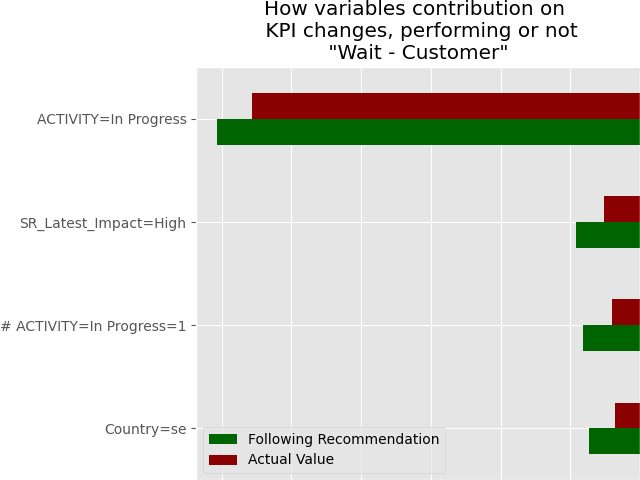 How variables contribution on
KPI changes, performing or not
"Wait - Customer"
ACTIVITY=In Progress
SR_Latest_Impact=High
# ACTIVITY=In Progress=1
Country=se
Following Recommendation
Actual Value